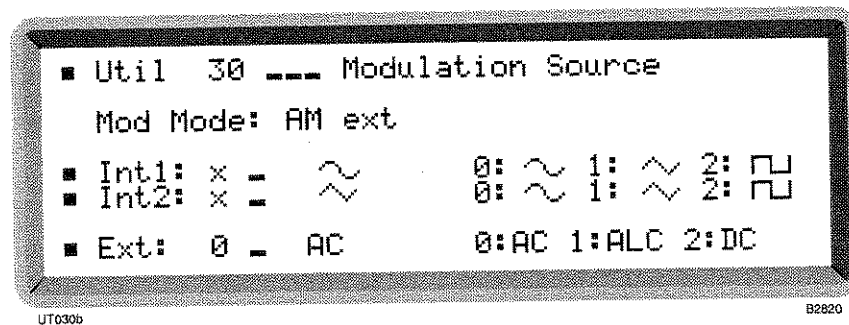 ■ Util 30 ___ Modulation Source
Mod Mode: AM ext
■ Int1: x _ ∿ 0: ∿ 1: ㇸ 2: ⊓⊔
■ Int2: x _ ∿ 0: ∿ 1: ∿ 2: ⊓⊔
■ Ext: 0 _ AC 0:AC 1:ALC 2:DC
UT030b
B2820